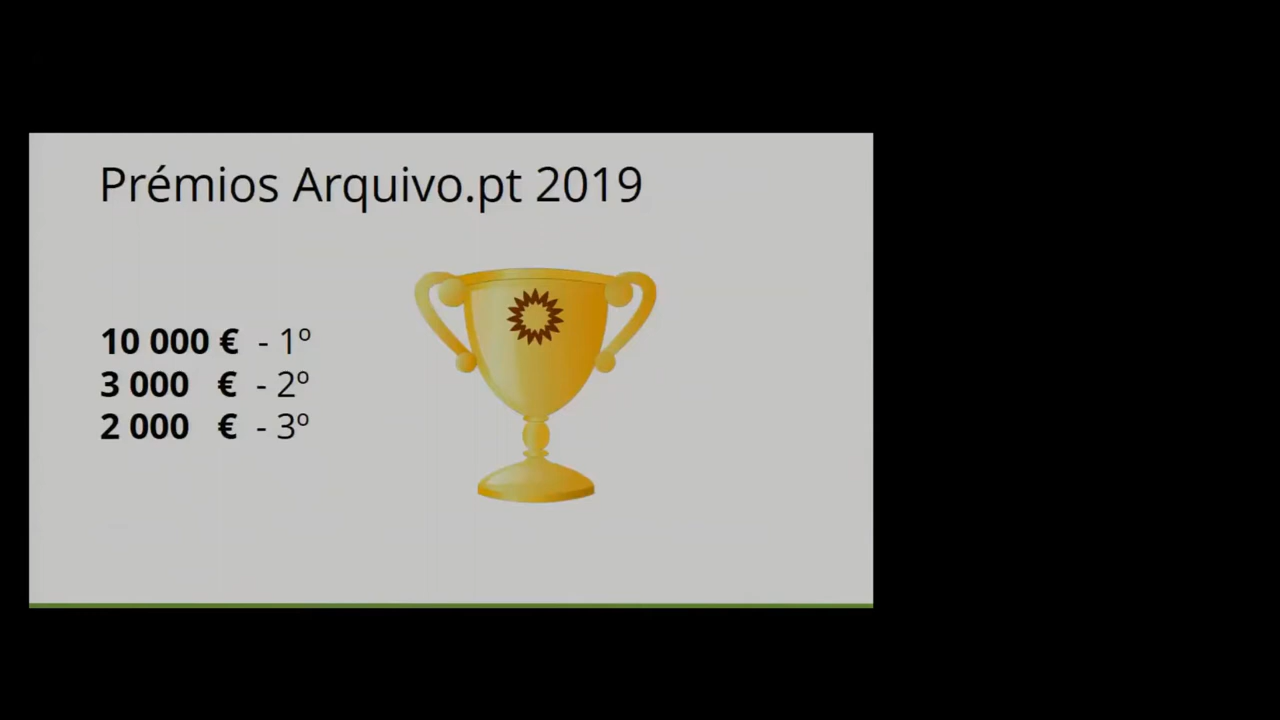 Prémios Arquivo.pt 2019
10 000 € - 1º
3 000 € - 2º
2 000 € - 3º